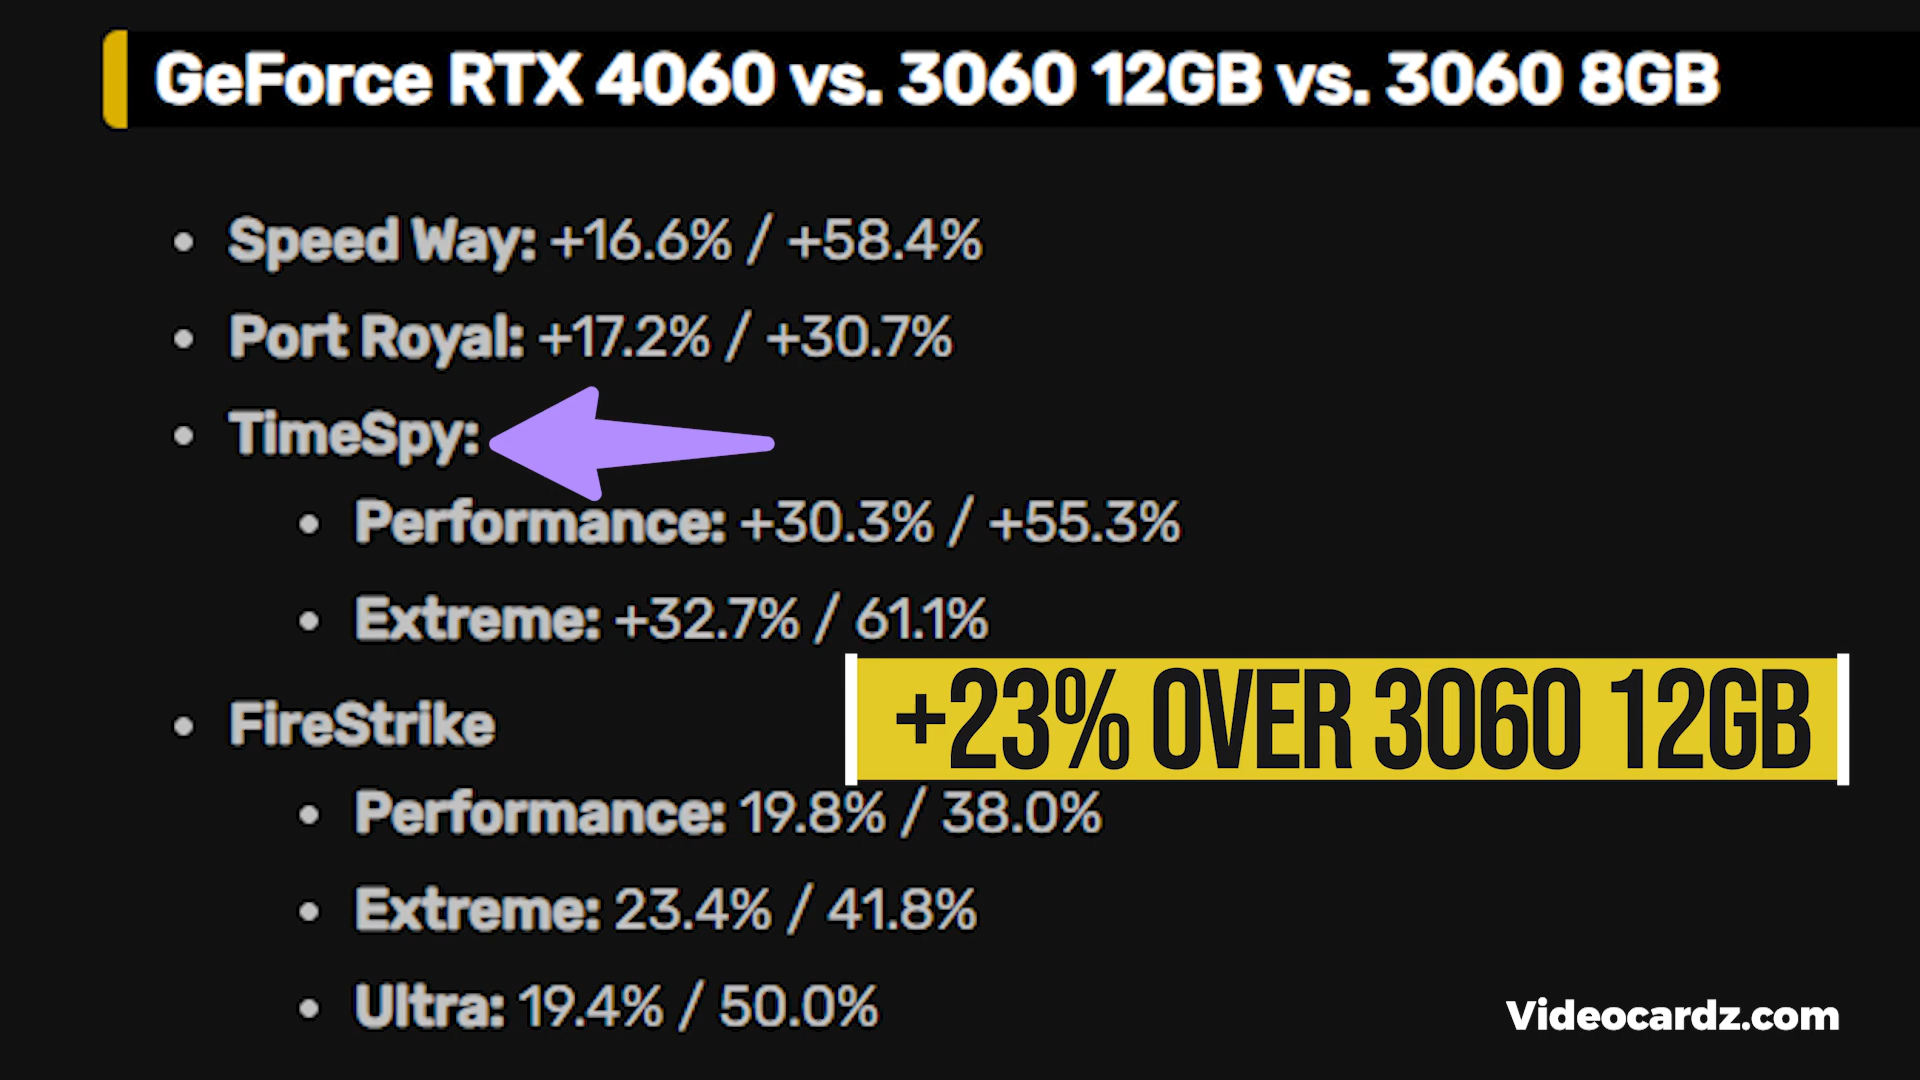 GeForce RTX 4060 vs. 3060 12GB vs. 3060 8GB
Speed Way: +16.6% / +58.4%
Port Royal: +17.2% / +30.7%
TimeSpy:
Performance: +30.3% / +55.3%
Extreme: +32.7% / 61.1%
FireStrike
+23% OVER 3060 12GB
Performance: 19.8% / 38.0%
Extreme: 23.4% / 41.8%
Ultra: 19.4% / 50.0%
Videocardz.com